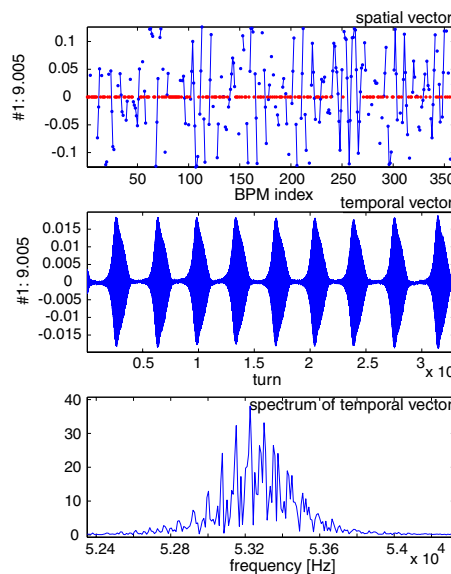 spatial vector
#1: 9.005
0.1
0.05
0
-0.05
-0.1
50 100 150 200 250 300
BPM index
temporal vector
#1: 9.005
0.015
0.01
0.005
0
-0.005
-0.01
-0.015
0.5 1 1.5 2 2.5 3
turn
x 10
spectrum of temporal vector
40
30
20
10
0
5.24 5.28 5.32 5.36 5.4
frequency [Hz]
x 10